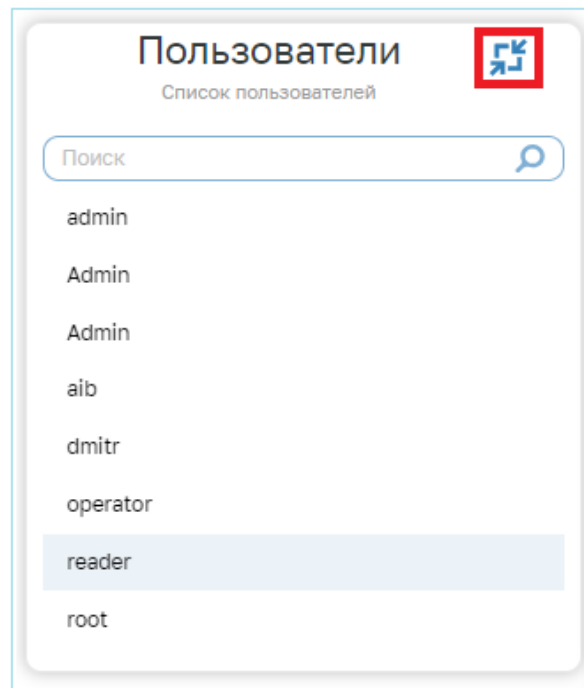 Пользователи
Список пользователей
Поиск
admin
Admin
Admin
aib
dmitr
operator
reader
root